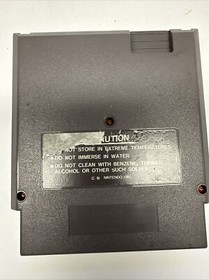 CAUTION
NOT STORE IN EXTREME TEMPERATURES
● DO NOT IMMERSE IN WATER
● DO NOT CLEAN WITH BENZENE, THINNER,
ALCOHOL OR OTHER SUCH SOLVENTS
© NINTENDO